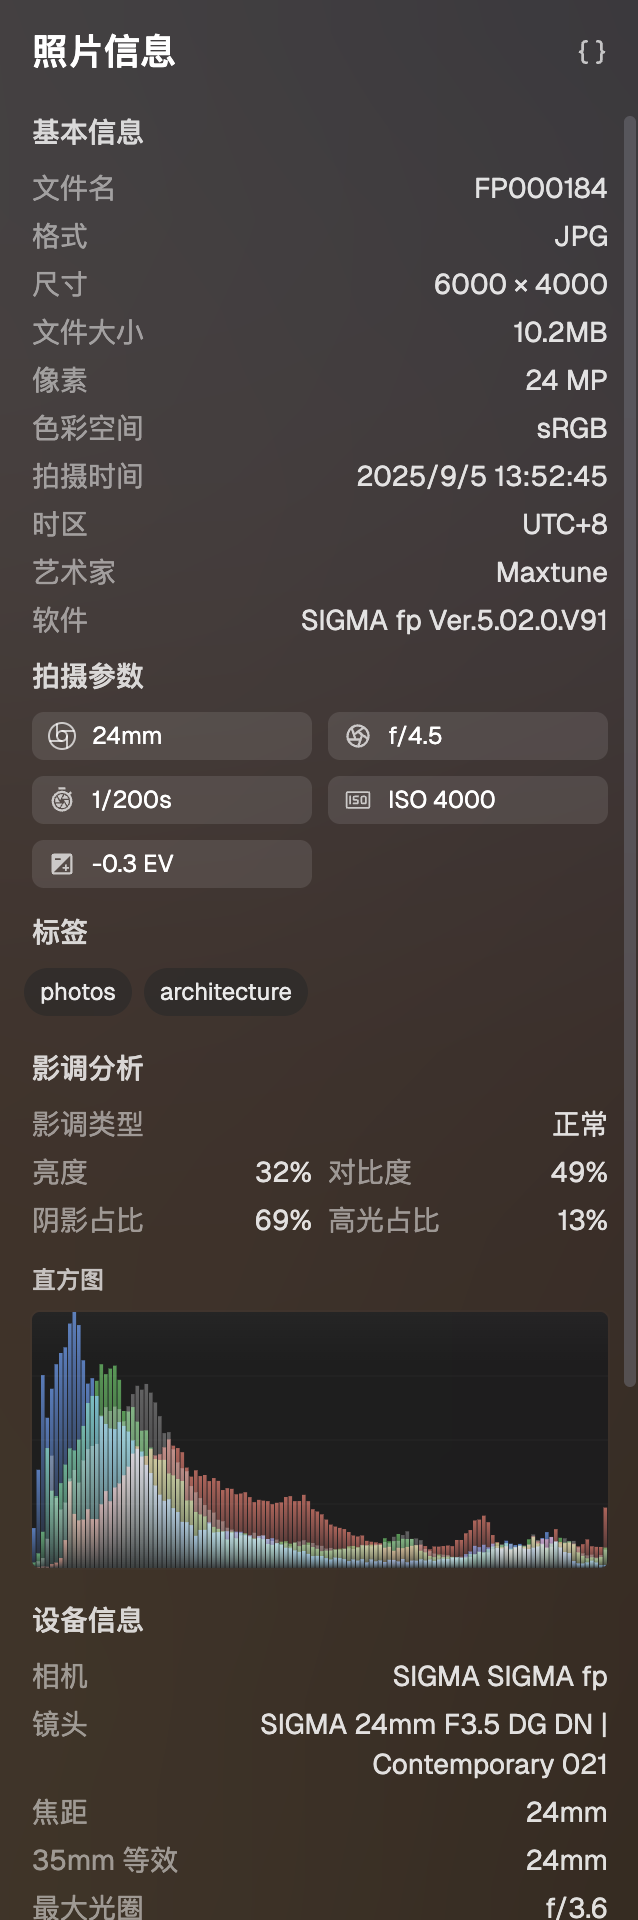 照片信息
{ }
基本信息
文件名 FP000184
格式 JPG
尺寸 6000 × 4000
文件大小 10.2MB
像素 24 MP
色彩空间 sRGB
拍摄时间 2025/9/5 13:52:45
时区 UTC+8
艺术家 Maxtune
软件 SIGMA fp Ver.5.02.0.V91
拍摄参数
24mm f/4.5
1/200s ISO ISO 4000
-0.3 EV
标签
photos architecture
影调分析
影调类型 正常
亮度 32% 对比度 49%
阴影占比 69% 高光占比 13%
直方图
设备信息
相机 SIGMA SIGMA fp
镜头 SIGMA 24mm F3.5 DG DN |
Contemporary 021
焦距 24mm
35mm 等效 24mm
最大光圈 f/3.6